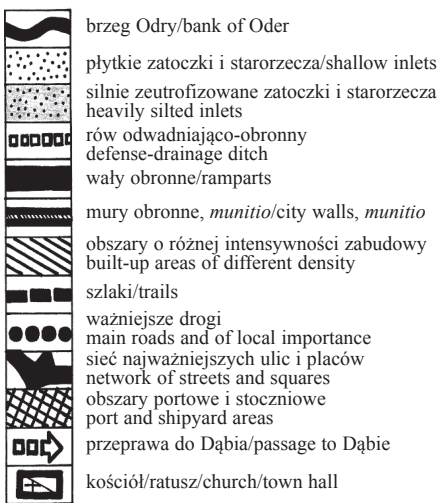 brzeg Odry/bank of Oder
płytkie zatoczki i starorzecza/shallow inlets
silnie zeutrofizowane zatoczki i starorzecza
heavily silted inlets
rów odwadniająco-obronny
defense-drainage ditch
wały obronne/ramparts
mury obronne, munitio/city walls, munitio
obszary o różnej intensywności zabudowy
built-up areas of different density
szlaki/trails
ważniejsze drogi
main roads and of local importance
sieć najważniejszych ulic i placów
network of streets and squares
obszary portowe i stoczniowe
port and shipyard areas
przeprawa do Dąbia/passage to Dąbie
kościół/ratusz/church/town hall